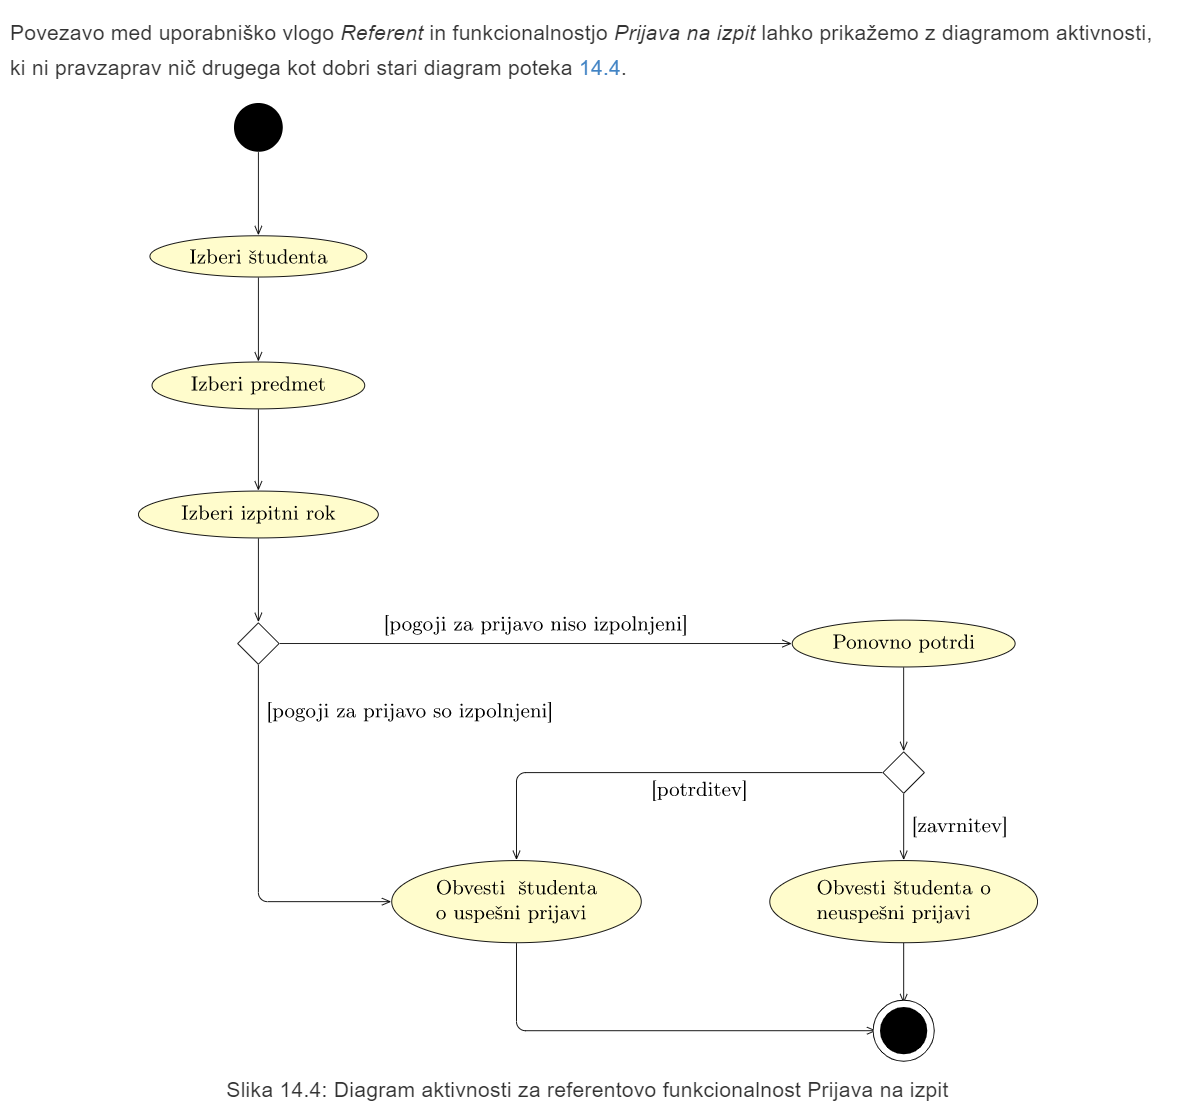 Povezavo med uporabniško vlogo Referent in funkcionalnostjo Prijava na izpit lahko prikažemo z diagramom aktivnosti,
ki ni pravzaprav nič drugega kot dobri stari diagram poteka 14.4.
Izberi študenta
Izberi predmet
Izberi izpitni rok
[pogoji za prijavo niso izpolnjeni]
Ponovno potrdi
[pogoji za prijavo so izpolnjeni]
[potrditev]
[zavrnitev]
Obvesti študenta
o uspešni prijavi
Obvesti študenta o
neuspešni prijavi
Slika 14.4: Diagram aktivnosti za referentovo funkcionalnost Prijava na izpit